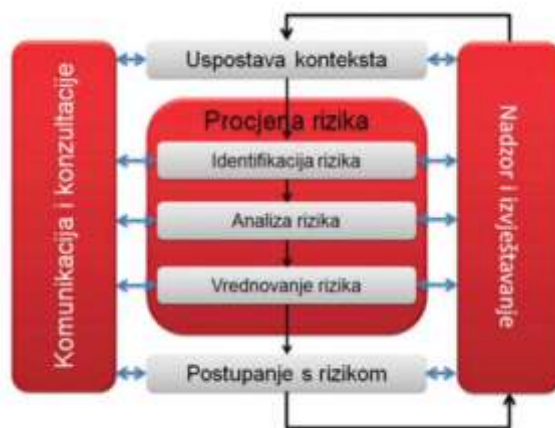 Komunikacija i konzultacije
Uspostava konteksta
Procjena rizika
Identifikacija rizika
Analiza rizika
Vrednovanje rizika
Postupanje s rizikom
Nadzor i izvještavanje